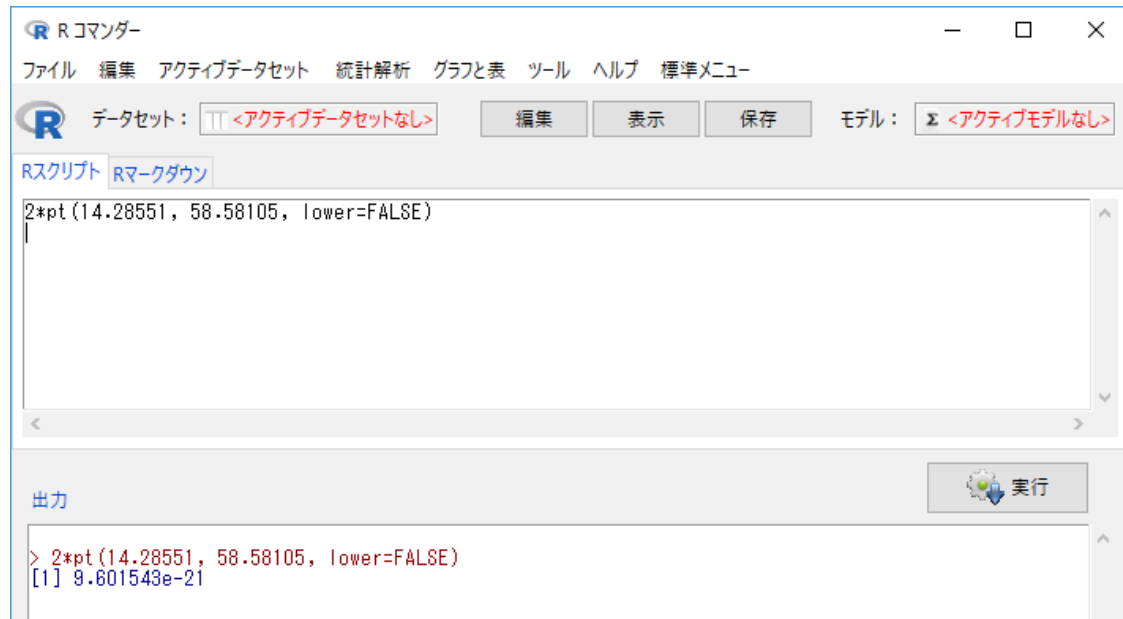 R コマンダー
ファイル 編集 アクティブデータセット 統計解析 グラフと表 ツール ヘルプ 標準メニュー
データセット： <アクティブデータセットなし> 編集 表示 保存 モデル： Σ <アクティブモデルなし>
Rスクリプト Rマークダウン
2*pt(14.28551, 58.58105, lower=FALSE)
実行
出力
> 2*pt(14.28551, 58.58105, lower=FALSE)
[1] 9.601543e-21